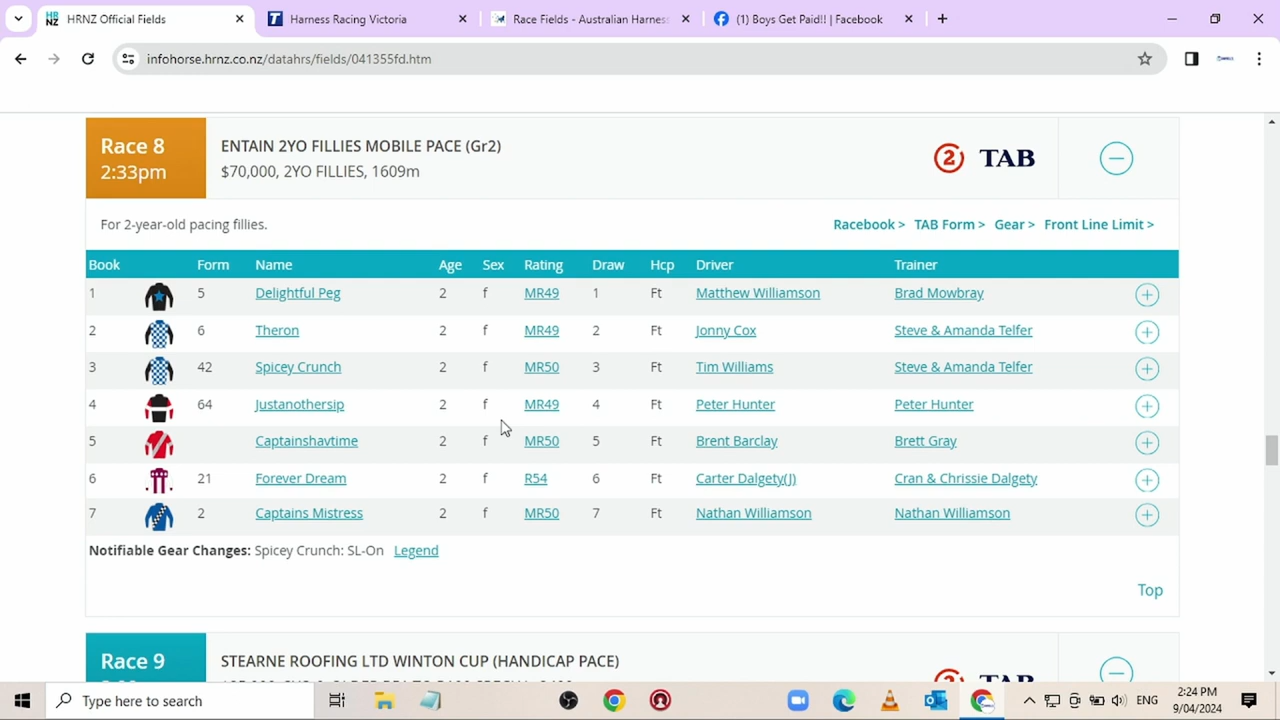 HRNZ Official Fields
Harness Racing Victoria
Race Fields - Australian Harness
(1) Boys Get Paid!! | Facebook
infohorse.hrnz.co.nz/datahrs/fields/041355fd.htm
Race 8
2:33pm
ENTAIN 2YO FILLIES MOBILE PACE (Gr2)
$70,000, 2YO FILLIES, 1609m
2 TAB
For 2-year-old pacing fillies.
Racebook > TAB Form > Gear > Front Line Limit >
Book Form Name Age Sex Rating Draw Hcp Driver Trainer
1 5 Delightful Peg 2 f MR49 1 Ft Matthew Williamson Brad Mowbray
2 6 Theron 2 f MR49 2 Ft Jonny Cox Steve & Amanda Telfer
3 42 Spicey Crunch 2 f MR50 3 Ft Tim Williams Steve & Amanda Telfer
4 64 Justanothersip 2 f MR49 4 Ft Peter Hunter Peter Hunter
5 Captainshavtime 2 f MR50 5 Ft Brent Barclay Brett Gray
6 21 Forever Dream 2 f R54 6 Ft Carter Dalgety(J) Cran & Chrissie Dalgety
7 2 Captains Mistress 2 f MR50 7 Ft Nathan Williamson Nathan Williamson
Notifiable Gear Changes: Spicey Crunch: SL-On Legend
Top
Race 9
STEARNE ROOFING LTD WINTON CUP (HANDICAP PACE)
Type here to search
ENG
2:24 PM
9/04/2024